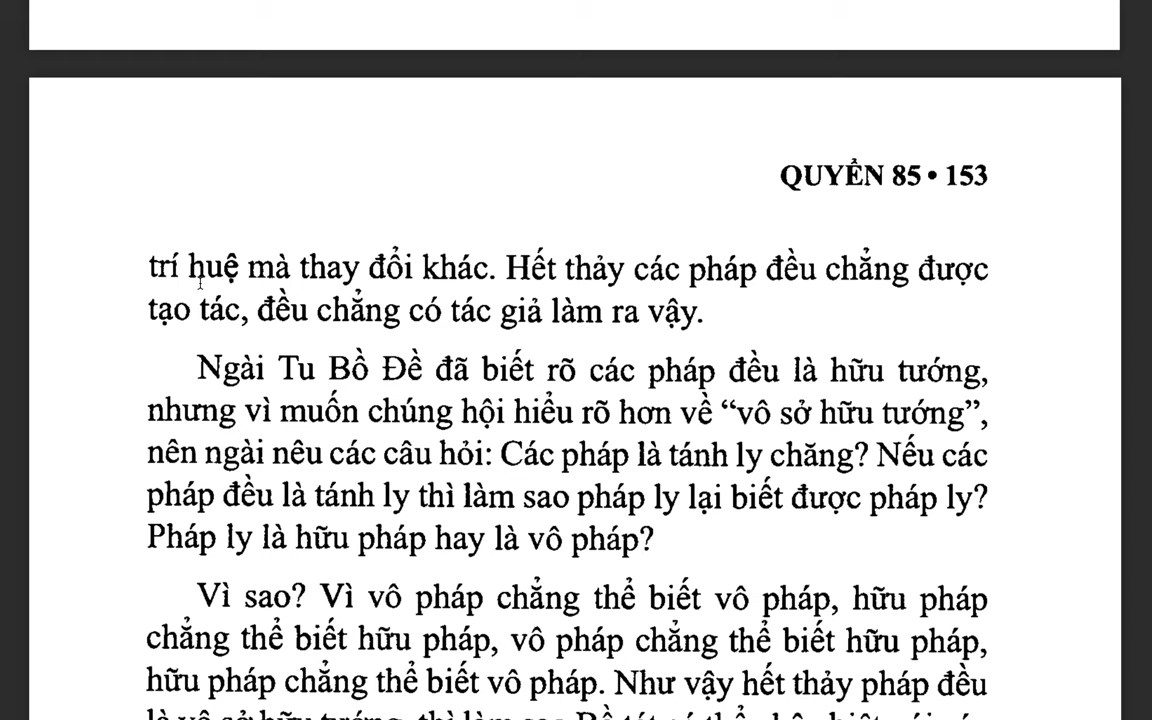 QUYỂN 85 • 153
trí huệ mà thay đổi khác. Hết thảy các pháp đều chẳng được
tạo tác, đều chẳng có tác giả làm ra vậy.
Ngài Tu Bồ Đề đã biết rõ các pháp đều là hữu tướng,
nhưng vì muốn chúng hội hiểu rõ hơn về “vô sở hữu tướng”,
nên ngài nêu các câu hỏi: Các pháp là tánh ly chăng? Nếu các
pháp đều là tánh ly thì làm sao pháp ly lại biết được pháp ly?
Pháp ly là hữu pháp hay là vô pháp?
Vì sao? Vì vô pháp chẳng thể biết vô pháp, hữu pháp
chẳng thể biết hữu pháp, vô pháp chẳng thể biết hữu pháp,
hữu pháp chẳng thể biết vô pháp. Như vậy hết thảy pháp đều